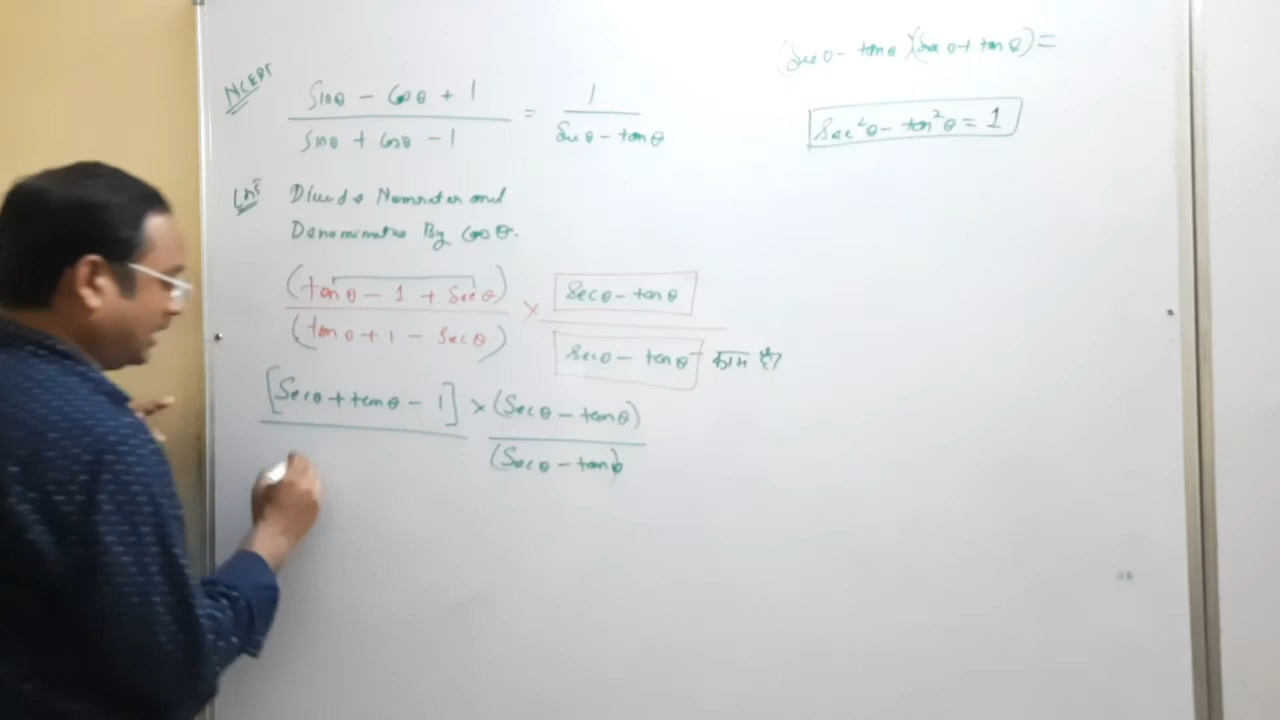 (Secθ - tanθ)(Secθ + tanθ) =
NCERT
Sinθ - Cosθ + 1 / Sinθ + Cosθ - 1 = 1 / Secθ - tanθ
Sec²θ - tan²θ = 1
LHS
Divide Nomrater and
Denominator By Cosθ.
(tanθ - 1 + Secθ) / (tanθ + 1 - Secθ) × Secθ - tanθ / Secθ - tanθ
[Secθ + tanθ - 1] × (Secθ - tanθ) / (Secθ - tanθ